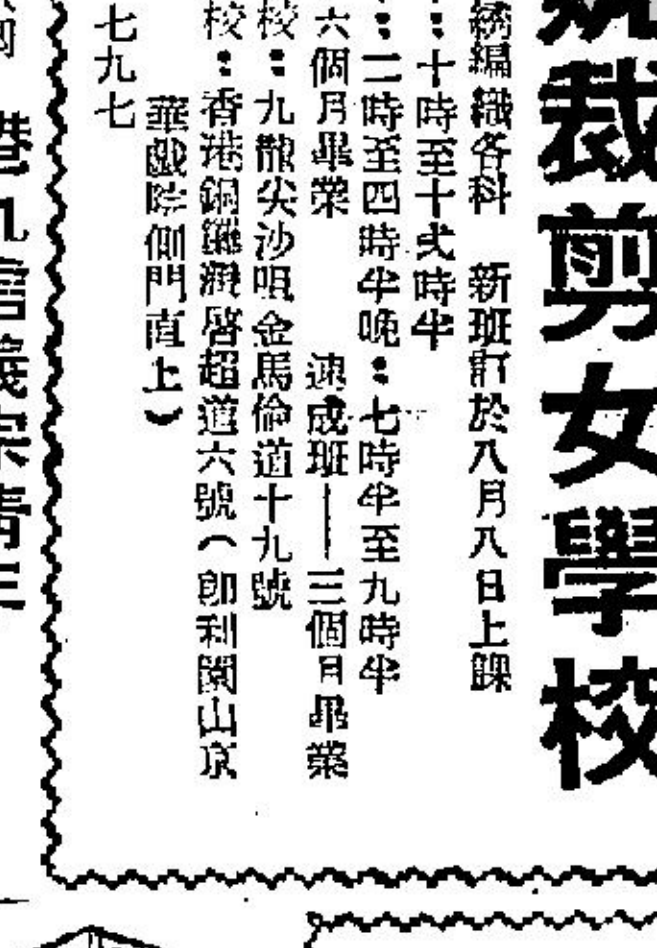 裁剪女學校
綉編織各科 新班訂於八月八日上課
：十時至十弍時半
：二時至四時半晚：七時半至九時半
六個月畢業 速成班——三個月畢業
校：九龍尖沙咀金馬倫道十九號
校：香港銅鑼灣啓超道六號（卽利園山京
華戲院側門直上）
七九七
港九